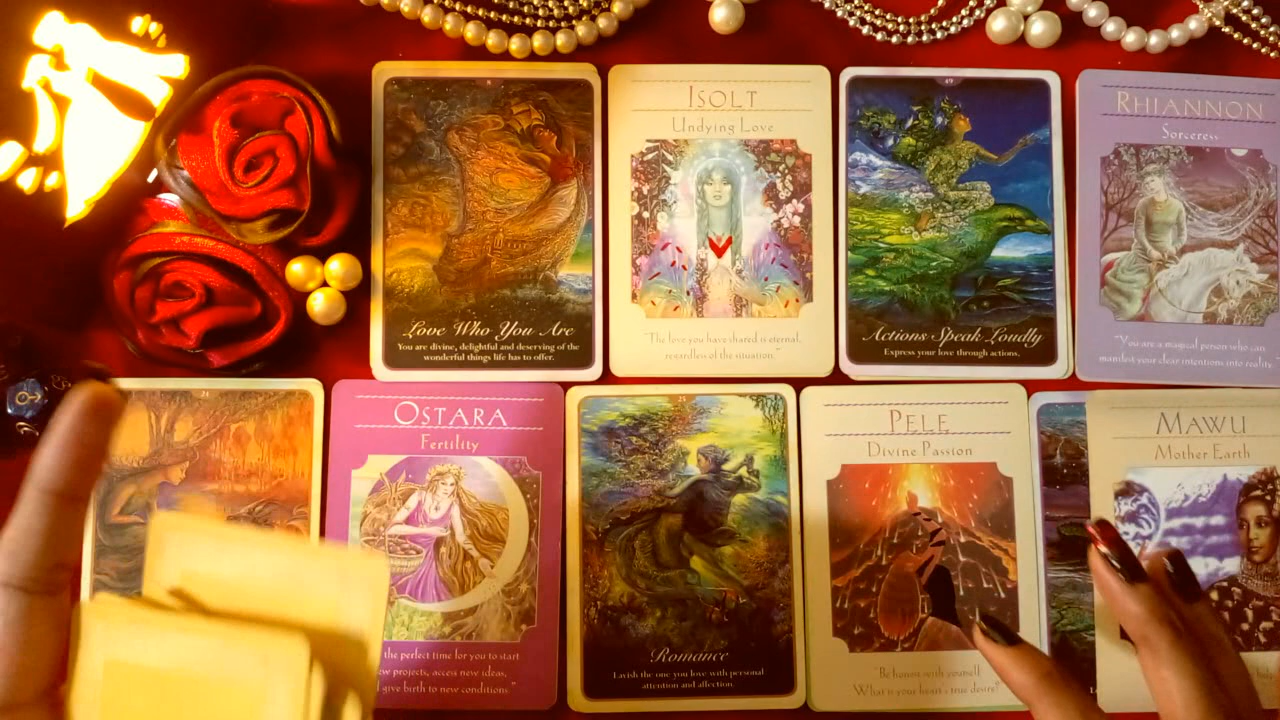 Love Who You Are
You are divine, delightful and deserving of the
wonderful things life has to offer.
ISOLT
Undying Love
"The love you have shared is eternal,
regardless of the situation."
49
Actions Speak Loudly
Express your love through actions.
RHIANNON
Sorceress
"You are a magical person who can
manifest your clear intentions into reality.
OSTARA
Fertility
the perfect time for you to start
new projects, access new ideas,
give birth to new conditions."
25
Romance
Lavish the one you love with personal
attention and affection.
PELE
Divine Passion
"Be honest with yourself
What is your heart's true desire?"
MAWU
Mother Earth